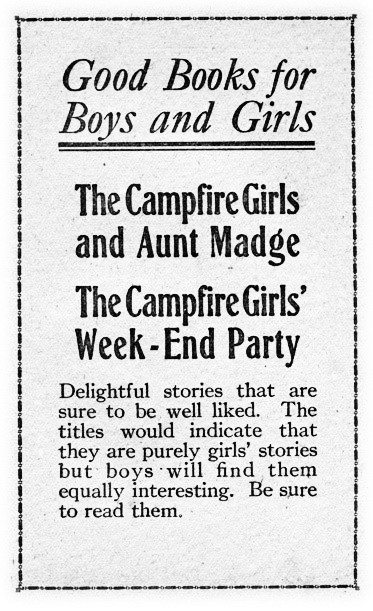 Good Books for
Boys and Girls
The Campfire Girls
and Aunt Madge
The Campfire Girls'
Week-End Party
Delightful stories that are
sure to be well liked. The
titles would indicate that
they are purely girls' stories
but boys will find them
equally interesting. Be sure
to read them.